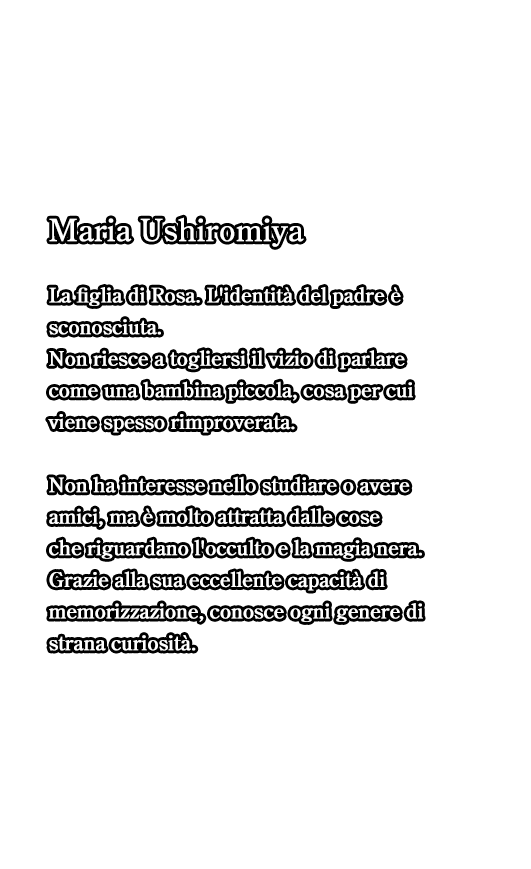 Maria Ushiromiya
La figlia di Rosa. L'identità del padre è
sconosciuta.
Non riesce a togliersi il vizio di parlare
come una bambina piccola, cosa per cui
viene spesso rimproverata.
Non ha interesse nello studiare o avere
amici, ma è molto attratta dalle cose
che riguardano l'occulto e la magia nera.
Grazie alla sua eccellente capacità di
memorizzazione, conosce ogni genere di
strana curiosità.